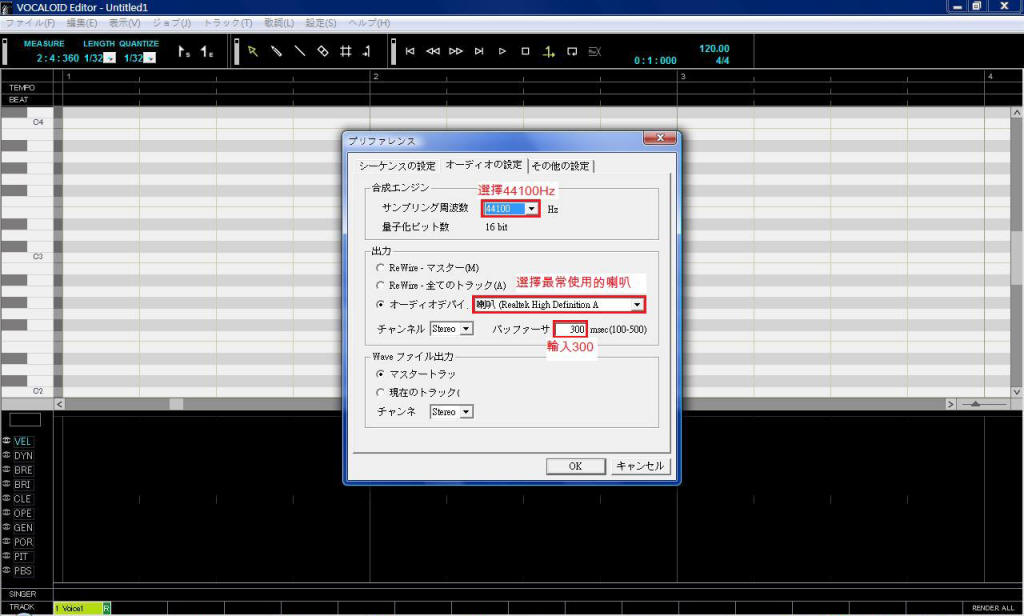 VOCALOID Editor - Untitled1
ファイル(F) 編集(E) 表示(V) ジョブ(J) トラック(T) 歌詞(L) 設定(S) ヘルプ(H)
MEASURE LENGTH QUANTIZE
2:4:360 1/32 1/32
S E
0:1:000
120.00
4/4
1 2 3 4
TEMPO
BEAT
C4
C3
C2
プリファレンス
シーケンスの設定 オーディオの設定 その他の設定
合成エンジン
選擇44100Hz
サンプリング周波数 44100 Hz
量子化ビット数 16 bit
出力
ReWire - マスター(M)
ReWire - 全てのトラック(A)
選擇最常使用的喇叭
オーディオデバイ. 喇叭 (Realtek High Definition A
チャンネル Stereo バッファーサ 300 msec(100-500)
輸入300
Wave ファイル出力
マスタートラッ
現在のトラック(
チャンネ Stereo
OK キャンセル
VEL
DYN
BRE
BRI
CLE
OPE
GEN
POR
PIT
PBS
SINGER
TRACK 1 Voice1 R RENDER ALL